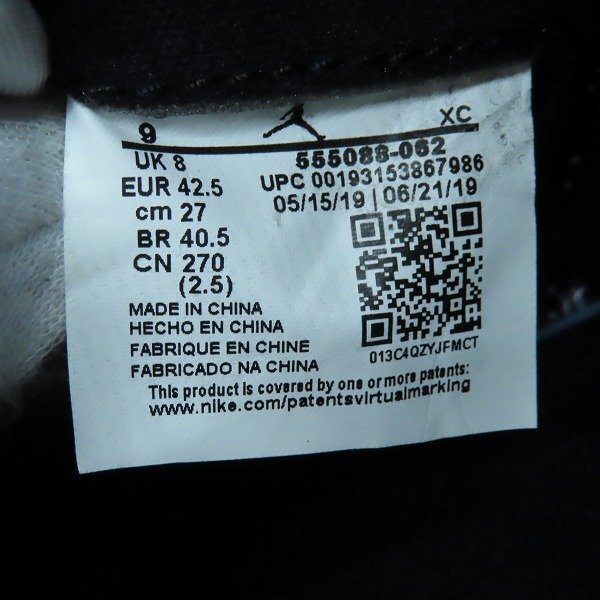 9 XC
UK 8 555088-062
EUR 42.5 UPC 00193153867986
cm 27 05/15/19 | 06/21/19
BR 40.5
CN 270
(2.5)
MADE IN CHINA
HECHO EN CHINA
FABRIQUE EN CHINE
FABRICADO NA CHINA
013C4QZYJFMCT
This product is covered by one or more patents:
www.nike.com/patentsvirtualmarking